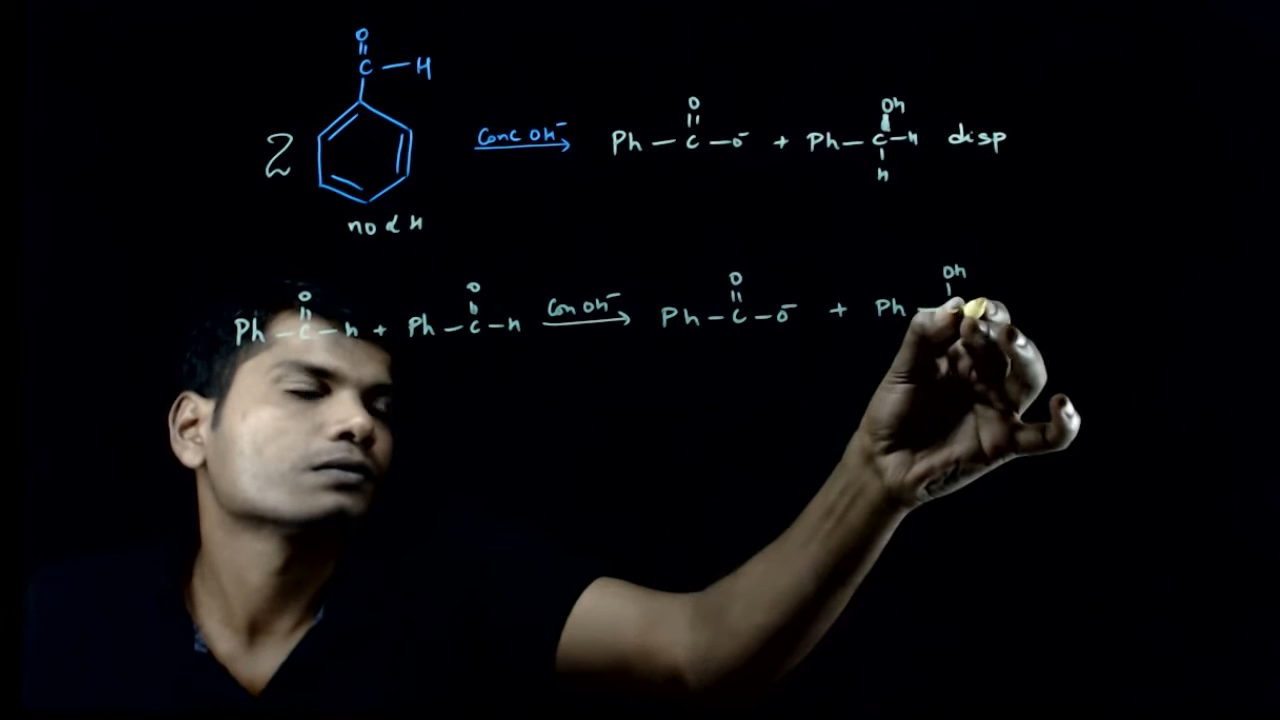 O
||
C — H
2
Conc OH⁻
Ph — C — O⁻ + Ph — C — H disp
O
||
Oh
H
no α H
Ph — C — H + Ph — C — H Con OH⁻ Ph — C — O⁻ + Ph —
O
||
O
||
O
||
Oh